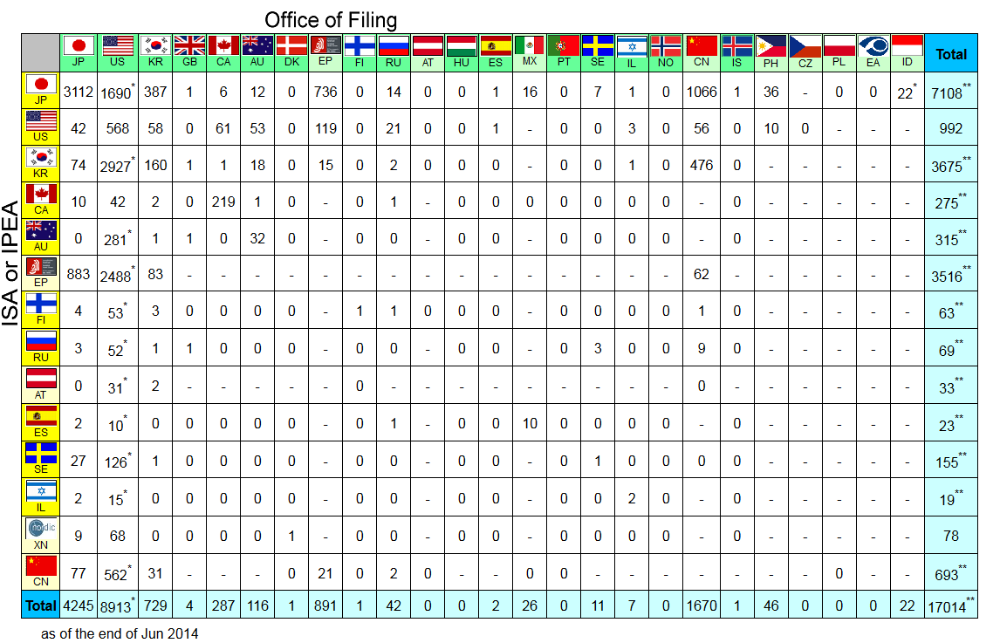 Office of Filing
JP US KR GB CA AU DK EP FI RU AT HU ES MX PT SE IL NO CN IS PH CZ PL EA ID Total
ISA or IPEA
JP 3112 1690* 387 1 6 12 0 736 0 14 0 0 1 16 0 7 1 0 1066 1 36 - 0 0 22* 7108**
US 42 568 58 0 61 53 0 119 0 21 0 0 1 - 0 0 3 0 56 0 10 0 - - - 992
KR 74 2927* 160 1 1 18 0 15 0 2 0 0 0 - 0 0 1 0 476 0 - - - - - 3675**
CA 10 42 2 0 219 1 0 - 0 1 - 0 0 0 0 0 0 0 - 0 - - - - - 275**
AU 0 281* 1 1 0 32 0 - 0 0 0 0 0 - 0 0 0 0 - 0 - - - - - 315**
EP 883 2488* 83 - - - - - - - - - - - - - - - 62 - - - - - - 3516**
FI 4 53* 3 0 0 0 0 - 1 1 0 0 0 - 0 0 0 0 1 0 - - - - - 63**
RU 3 52* 1 1 0 0 0 - 0 0 - 0 0 - 0 3 0 0 9 0 - - - - - 69**
AT 0 31* 2 - - - - - 0 - - - - - - - - - 0 - - - - - - 33**
ES 2 10* 0 0 0 0 0 - 0 1 - 0 0 10 0 0 0 0 - 0 - - - - - 23**
SE 27 126* 1 0 0 0 0 - 0 0 - 0 0 - 0 1 0 0 0 0 - - - - - 155**
IL 2 15* 0 0 0 0 0 - 0 0 - 0 0 - 0 0 2 0 - 0 - - - - - 19**
nordic
XN 9 68 0 0 0 0 1 - 0 0 - 0 0 - 0 0 0 0 - 0 - - - - - 78
CN 77 562* 31 - - - 0 21 0 2 0 - - 0 0 - - - - - - - 0 - - 693**
Total 4245 8913* 729 4 287 116 1 891 1 42 0 0 2 26 0 11 7 0 1670 1 46 0 0 0 22 17014**
as of the end of Jun 2014